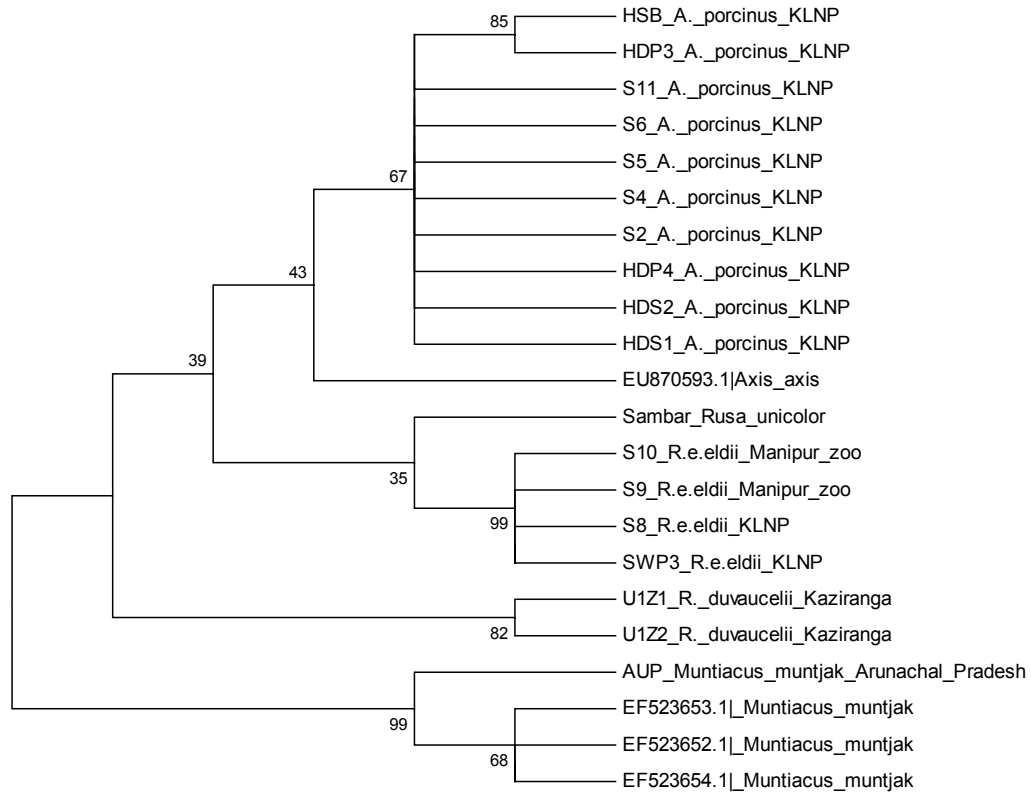 85
HSB_A._porcinus_KLNP
HDP3_A._porcinus_KLNP
S11_A._porcinus_KLNP
S6_A._porcinus_KLNP
67
S5_A._porcinus_KLNP
S4_A._porcinus_KLNP
S2_A._porcinus_KLNP
43
HDP4_A._porcinus_KLNP
HDS2_A._porcinus_KLNP
HDS1_A._porcinus_KLNP
39
EU870593.1|Axis_axis
Sambar_Rusa_unicolor
S10_R.e.eldii_Manipur_zoo
35
S9_R.e.eldii_Manipur_zoo
99
S8_R.e.eldii_KLNP
SWP3_R.e.eldii_KLNP
U1Z1_R._duvaucelii_Kaziranga
82
U1Z2_R._duvaucelii_Kaziranga
AUP_Muntiacus_muntjak_Arunachal_Pradesh
99
EF523653.1|_Muntiacus_muntjak
EF523652.1|_Muntiacus_muntjak
68
EF523654.1|_Muntiacus_muntjak